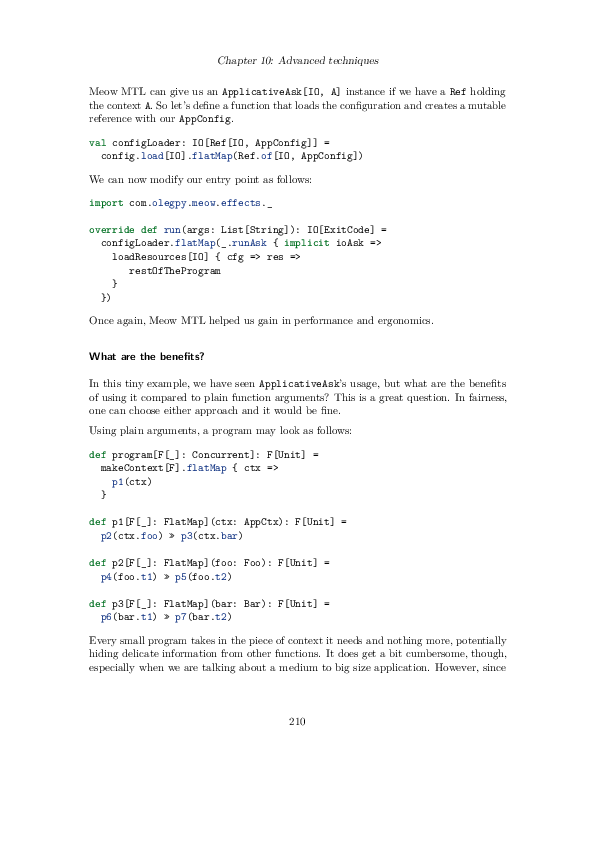 Chapter 10: Advanced techniques
Meow MTL can give us an ApplicativeAsk[IO, A] instance if we have a Ref holding
the context A. So let's define a function that loads the configuration and creates a mutable
reference with our AppConfig.
val configLoader: IO[Ref[IO, AppConfig]] =
  config.load[IO].flatMap(Ref.of[IO, AppConfig])
We can now modify our entry point as follows:
import com.olegpy.meow.effects._
override def run(args: List[String]): IO[ExitCode] =
  configLoader.flatMap(_.runAsk { implicit ioAsk =>
    loadResources[IO] { cfg => res =>
      restOfTheProgram
    }
  })
Once again, Meow MTL helped us gain in performance and ergonomics.
What are the benefits?
In this tiny example, we have seen ApplicativeAsk's usage, but what are the benefits
of using it compared to plain function arguments? This is a great question. In fairness,
one can choose either approach and it would be fine.
Using plain arguments, a program may look as follows:
def program[F[_]: Concurrent]: F[Unit] =
  makeContext[F].flatMap { ctx =>
    p1(ctx)
  }
def p1[F[_]: FlatMap](ctx: AppCtx): F[Unit] =
  p2(ctx.foo) » p3(ctx.bar)
def p2[F[_]: FlatMap](foo: Foo): F[Unit] =
  p4(foo.t1) » p5(foo.t2)
def p3[F[_]: FlatMap](bar: Bar): F[Unit] =
  p6(bar.t1) » p7(bar.t2)
Every small program takes in the piece of context it needs and nothing more, potentially
hiding delicate information from other functions. It does get a bit cumbersome, though,
especially when we are talking about a medium to big size application. However, since
210